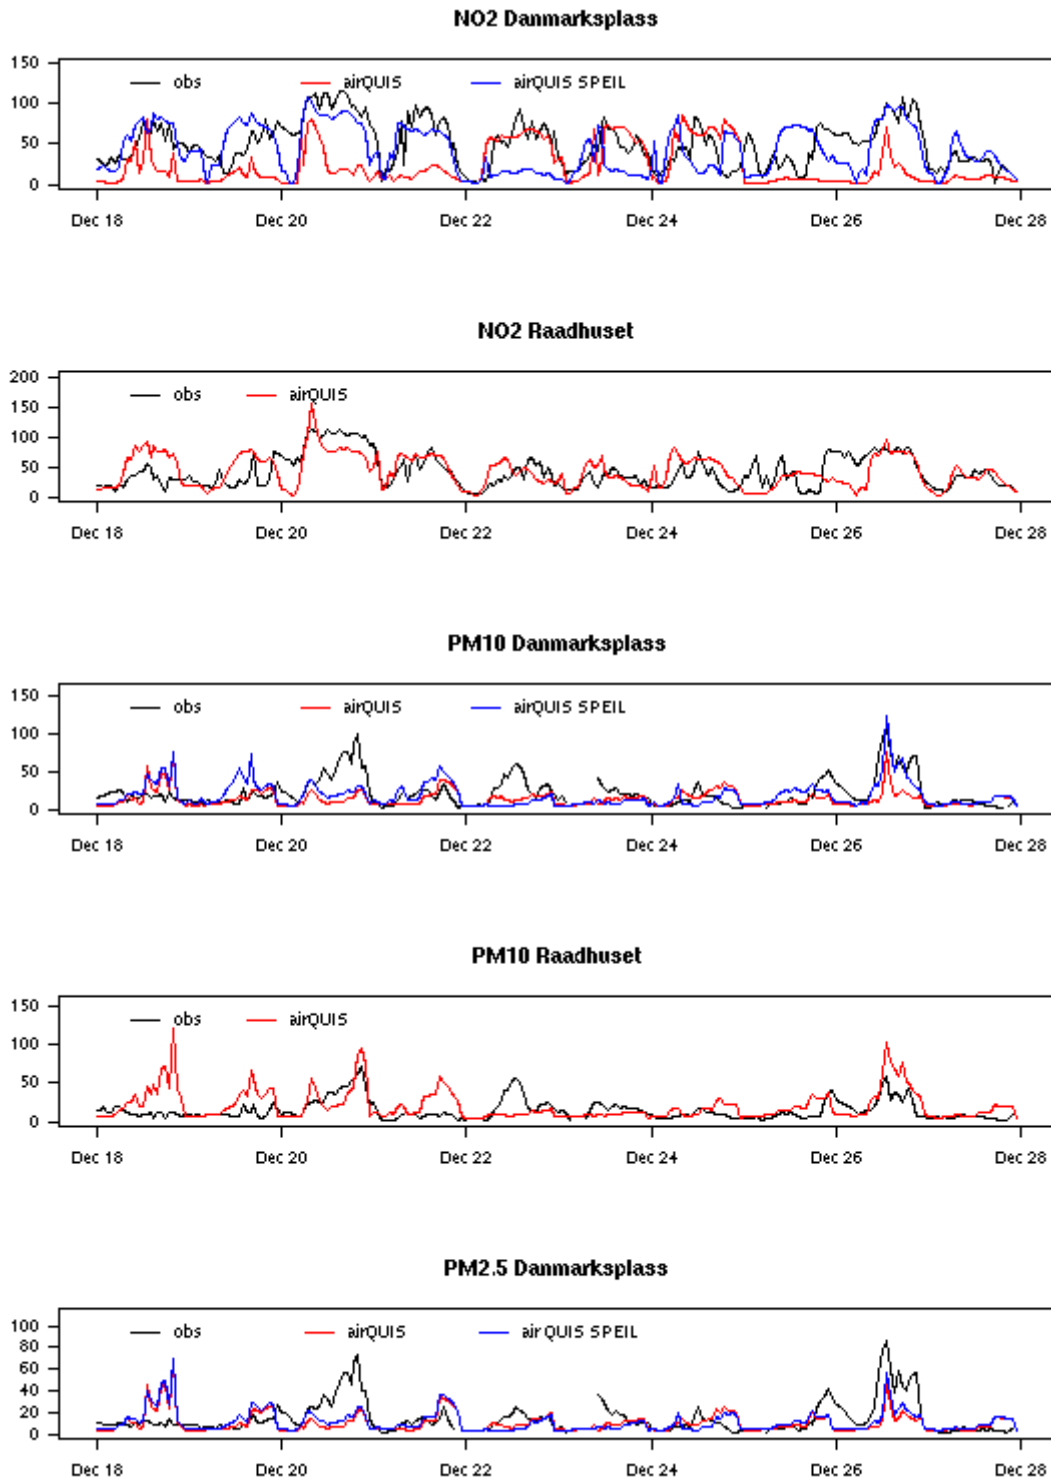 NO2 Danmarksplass
150
obs airQUIS airQUIS SPEIL
100
50
0
Dec 18 Dec 20 Dec 22 Dec 24 Dec 26 Dec 28
NO2 Raadhuset
200
obs airQUIS
150
100
50
0
Dec 18 Dec 20 Dec 22 Dec 24 Dec 26 Dec 28
PM10 Danmarksplass
150
obs airQUIS airQUIS SPEIL
100
50
0
Dec 18 Dec 20 Dec 22 Dec 24 Dec 26 Dec 28
PM10 Raadhuset
150
obs airQUIS
100
50
0
Dec 18 Dec 20 Dec 22 Dec 24 Dec 26 Dec 28
PM2.5 Danmarksplass
100
obs airQUIS airQUIS SPEIL
80
60
40
20
0
Dec 18 Dec 20 Dec 22 Dec 24 Dec 26 Dec 28